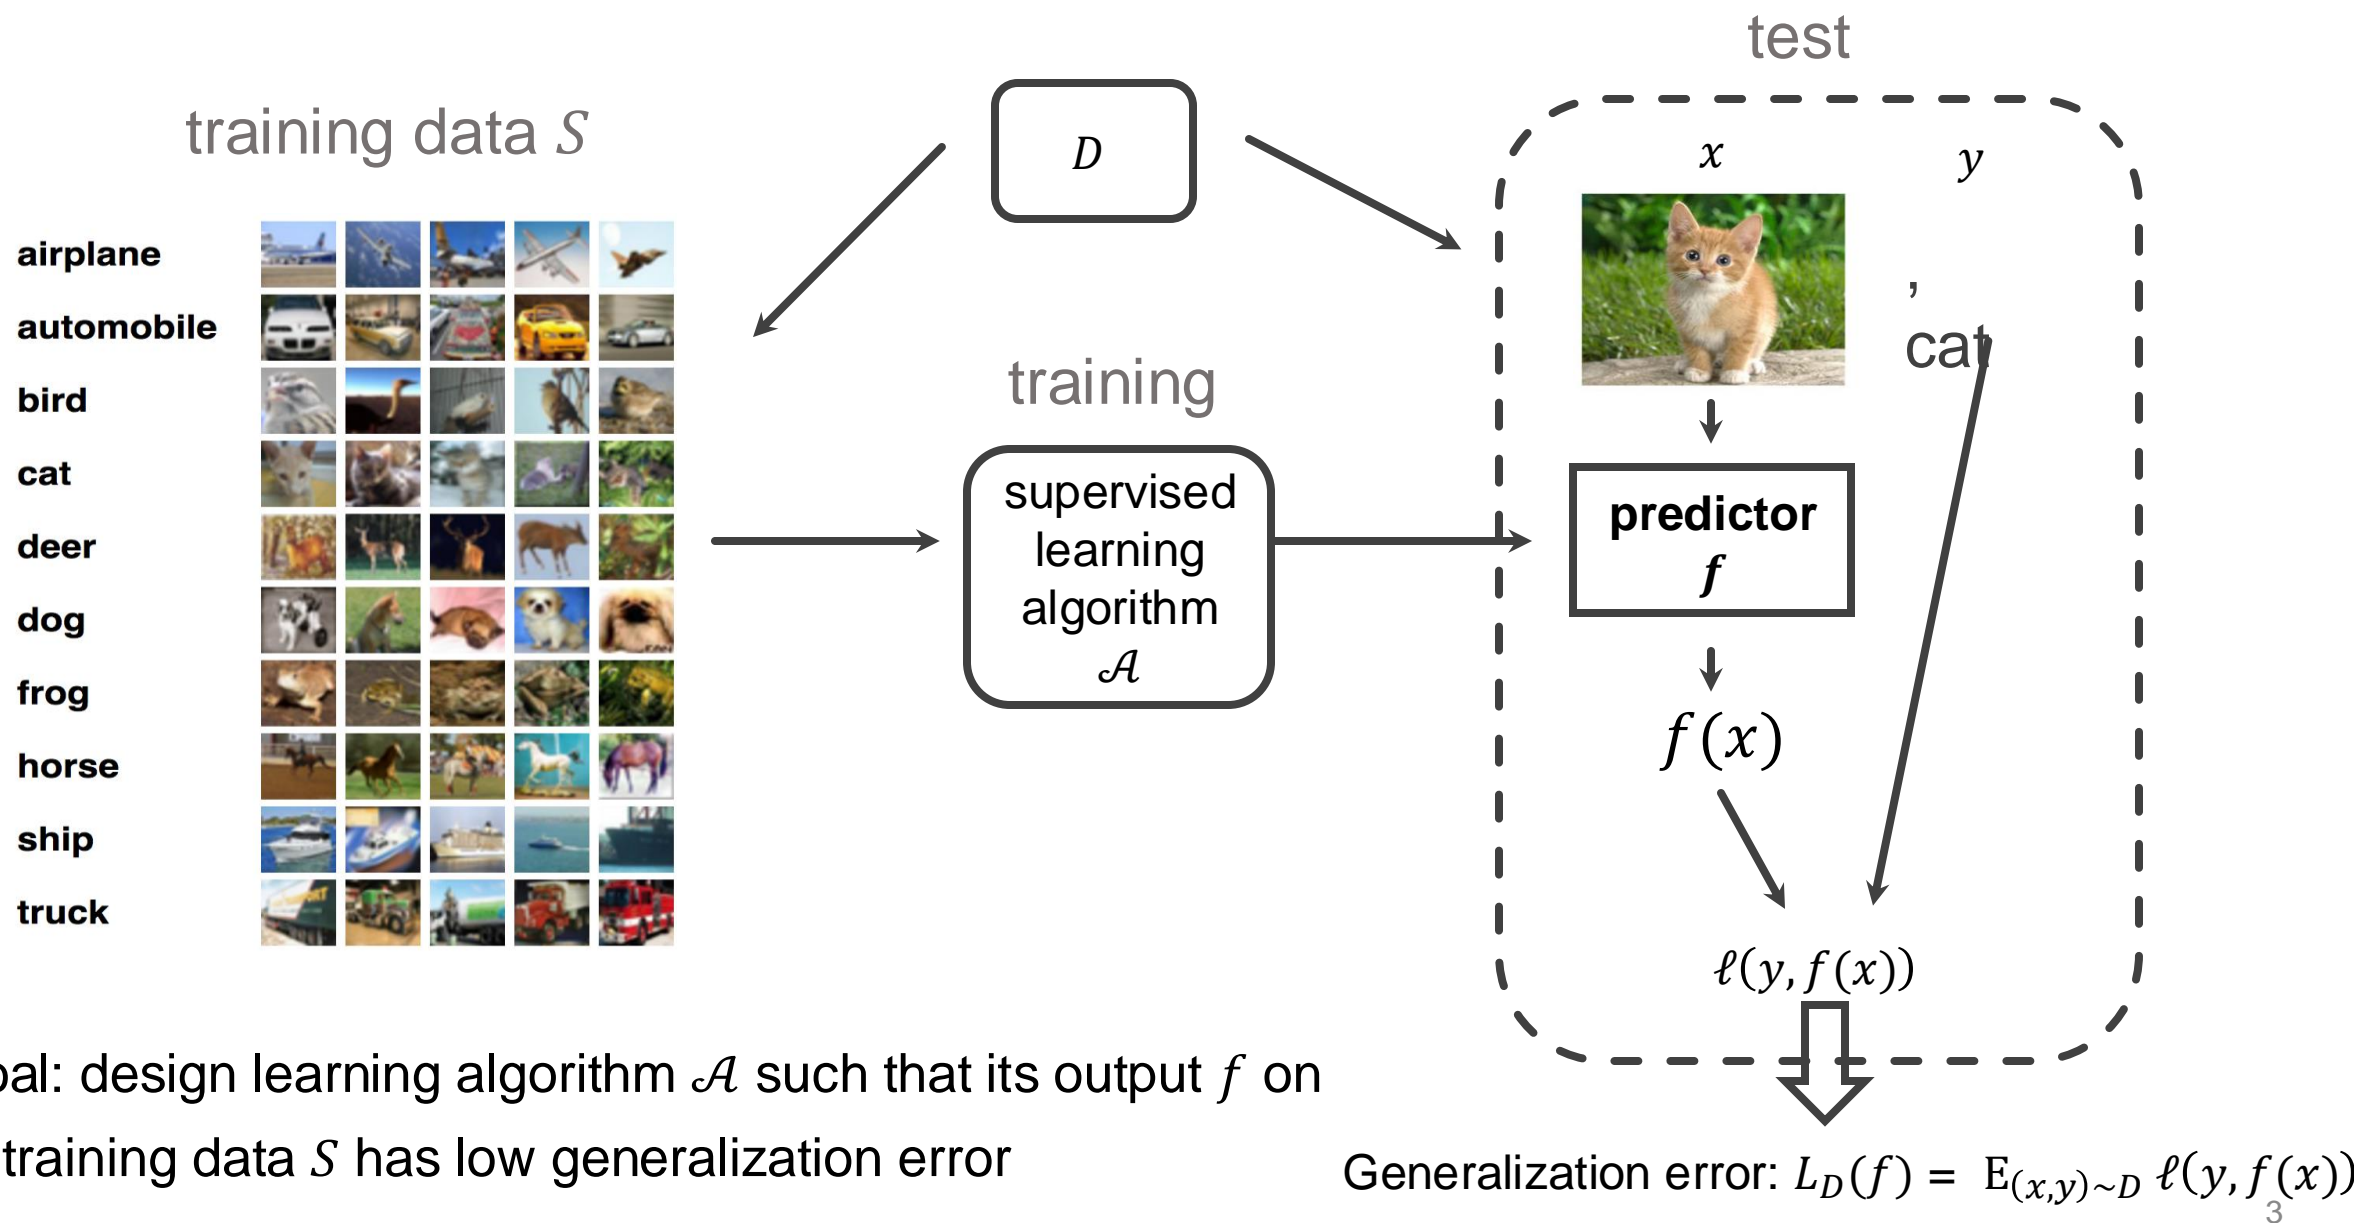 test
training data S
D
x
y
airplane
automobile
bird
cat
deer
dog
frog
horse
ship
truck
,
cat
training
supervised
learning
algorithm
𝒜
predictor
f
f(x)
ℓ(y, f(x))
oal: design learning algorithm 𝒜 such that its output f on
training data S has low generalization error
Generalization error: L_D(f) = E_(x,y)~D ℓ(y, f(x))
3